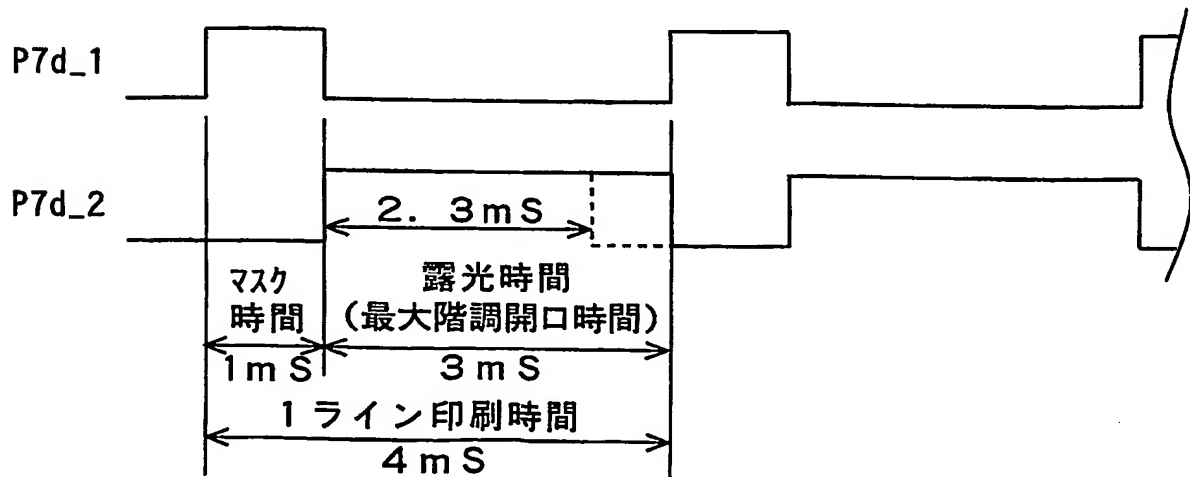 P7d_1
P7d_2
2. 3mS
マスク
時間
露光時間
(最大階調開口時間)
1mS
3mS
1ライン印刷時間
4mS